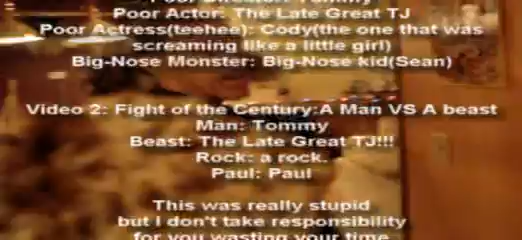 Poor Director: Tommy
Poor Actor: The Late Great TJ
Poor Actress(teehee): Cody(the one that was
screaming like a little girl)
Big-Nose Monster: Big-Nose kid(Sean)
Video 2: Fight of the Century:A Man VS A beast
Man: Tommy
Beast: The Late Great TJ!!!
Rock: a rock.
Paul: Paul
This was really stupid
but I don't take responsibility
for you wasting your time